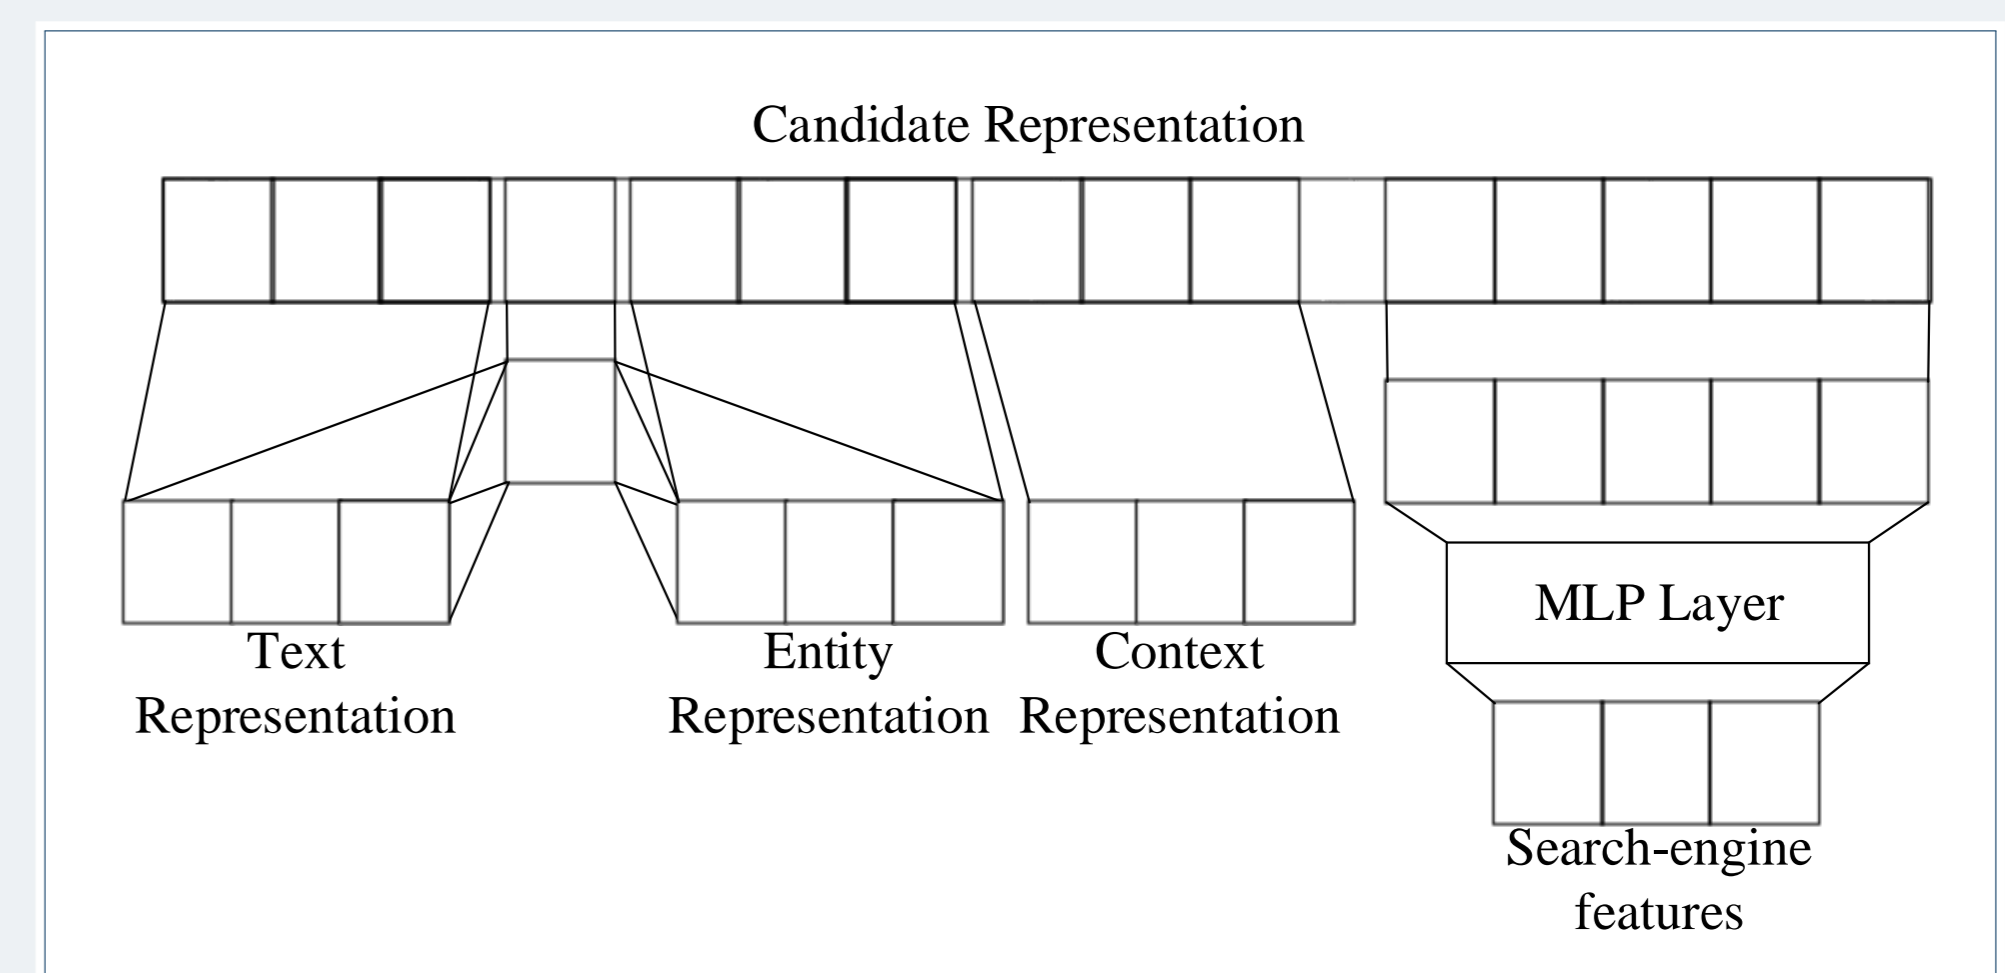 Candidate Representation
MLP Layer
Text
Representation
Entity
Representation
Context
Representation
Search-engine
features